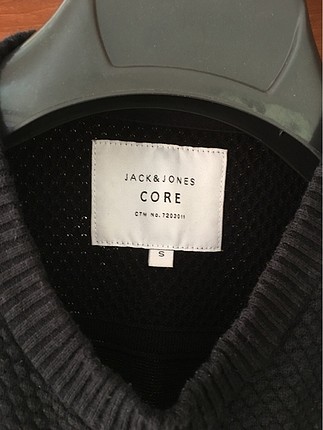 JACK&JONES
CORE
CTN No. 7202011
S